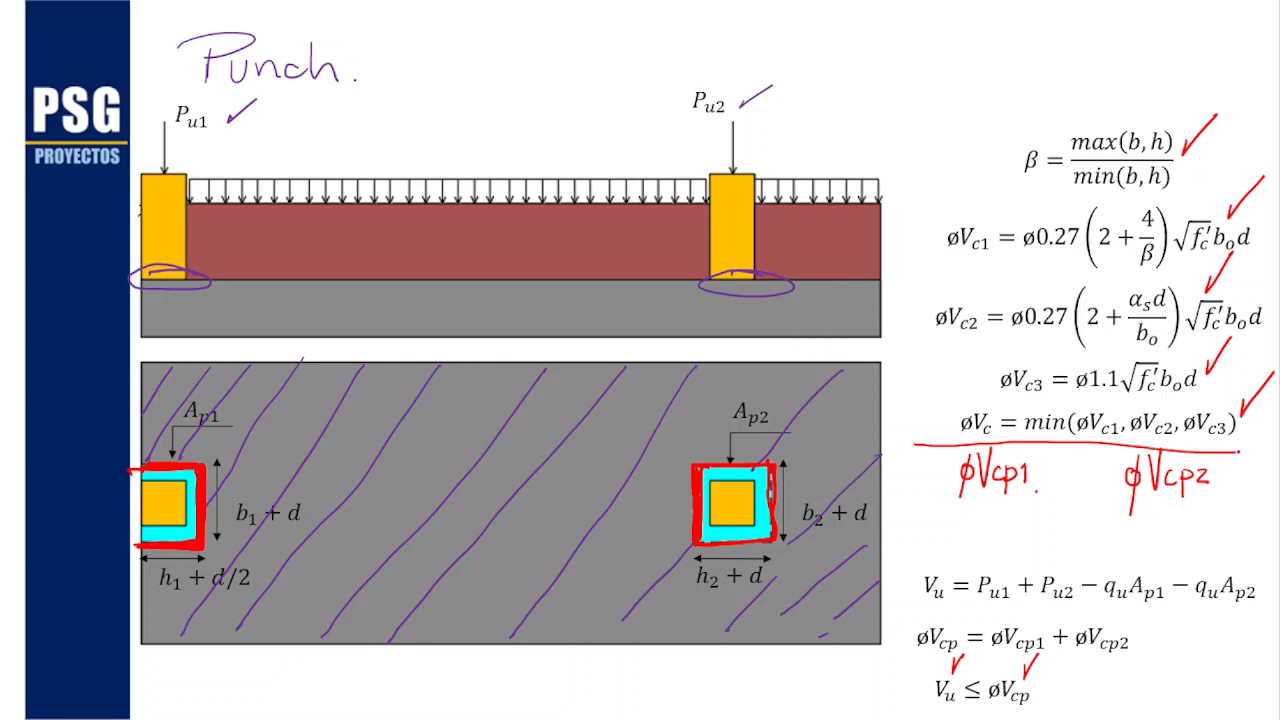 Punch.
PSG
PROYECTOS
P_{u1}
P_{u2}
β = max(b, h) / min(b, h)
øV_{c1} = ø0.27 (2 + 4/β) √f'_c b_o d
øV_{c2} = ø0.27 (2 + α_s d / b_o) √f'_c b_o d
øV_{c3} = ø1.1√f'_c b_o d
øV_c = min(øV_{c1}, øV_{c2}, øV_{c3})
øVcp1. øVcp2
A_{p1}
A_{p2}
b_1 + d
b_2 + d
h_1 + d/2
h_2 + d
V_u = P_{u1} + P_{u2} − q_u A_{p1} − q_u A_{p2}
øV_{cp} = øV_{cp1} + øV_{cp2}
V_u ≤ øV_{cp}